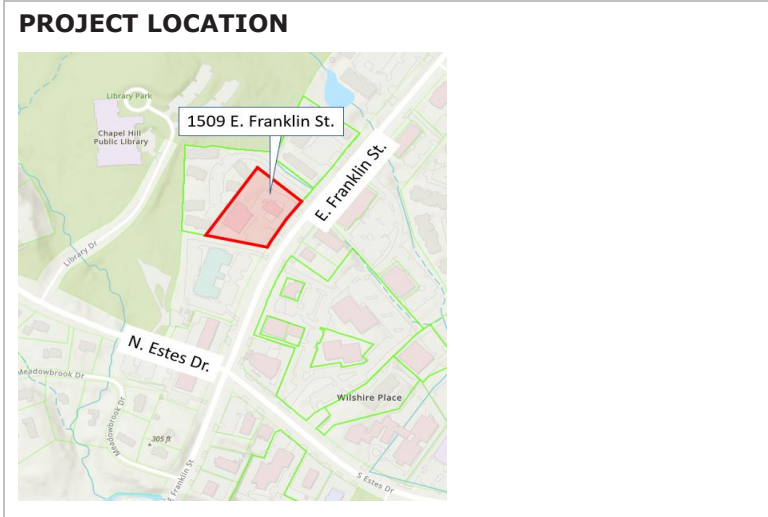 PROJECT LOCATION
Library Park
Chapel Hill
Public Library
1509 E. Franklin St.
E. Franklin St.
Library Dr
N. Estes Dr.
Meadowbrook Dr
Meadowbrook Dr
305 ft
Wilshire Place
E Franklin St
S Estes Dr